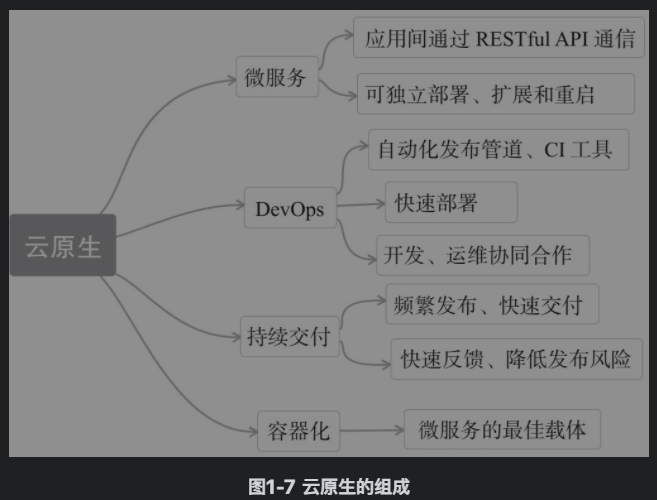 云原生
微服务
应用间通过 RESTful API 通信
可独立部署、扩展和重启
DevOps
自动化发布管道、CI 工具
快速部署
开发、运维协同合作
持续交付
频繁发布、快速交付
快速反馈、降低发布风险
容器化
微服务的最佳载体
图1-7 云原生的组成